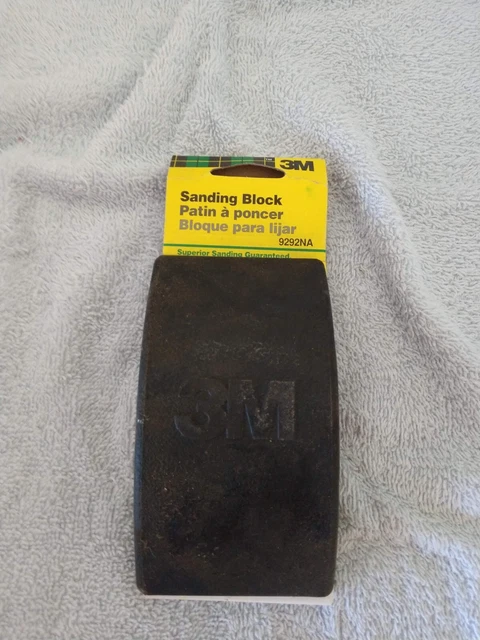 3M
Sanding Block
Patin à poncer
Bloque para lijar
9292NA
Superior Sanding Guaranteed
3M